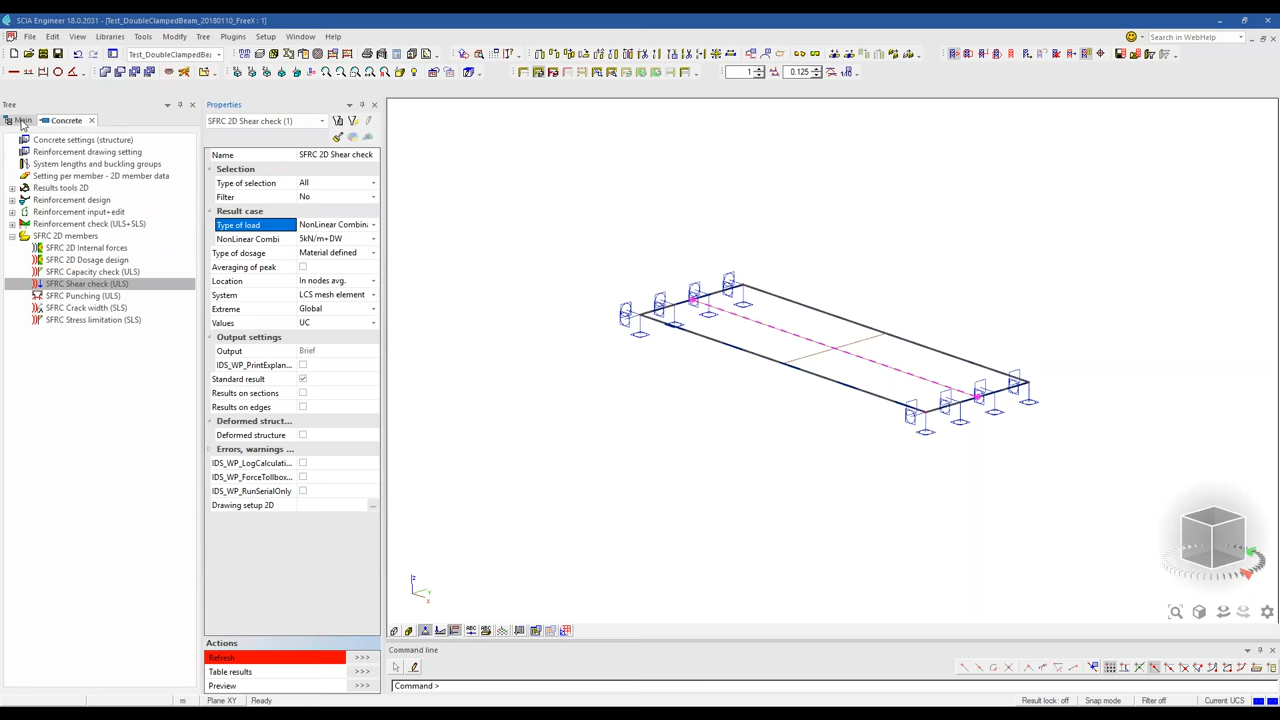 SCIA Engineer 18.0.2031 - [Test_DoubleClampedBeam_20180110_FreeX : 1]
File Edit View Libraries Tools Modify Tree Plugins Setup Window Help
Search in WebHelp
Test_DoubleClampedBea
1
0.125
Tree
Main
Concrete
Concrete settings (structure)
Reinforcement drawing setting
System lengths and buckling groups
Setting per member - 2D member data
Results tools 2D
Reinforcement design
Reinforcement input+edit
Reinforcement check (ULS+SLS)
SFRC 2D members
SFRC 2D Internal forces
SFRC 2D Dosage design
SFRC Capacity check (ULS)
SFRC Shear check (ULS)
SFRC Punching (ULS)
SFRC Crack width (SLS)
SFRC Stress limitation (SLS)
Properties
SFRC 2D Shear check (1)
Name SFRC 2D Shear check
Selection
Type of selection All
Filter No
Result case
Type of load NonLinear Combin
NonLinear Combi 5kN/m+DW
Type of dosage Material defined
Averaging of peak
Location In nodes avg.
System LCS mesh element
Extreme Global
Values UC
Output settings
Output Brief
IDS_WP_PrintExplan...
Standard result
Results on sections
Results on edges
Deformed struct...
Deformed structure
Errors, warnings ...
IDS_WP_LogCalculati...
IDS_WP_ForceTollbox...
IDS_WP_RunSerialOnly
Drawing setup 2D ...
Actions
Refresh >>>
Table results >>>
Preview >>>
Z
Y
X
Command line
Command >
m Plane XY Ready Result lock: off Snap mode Filter off Current UCS